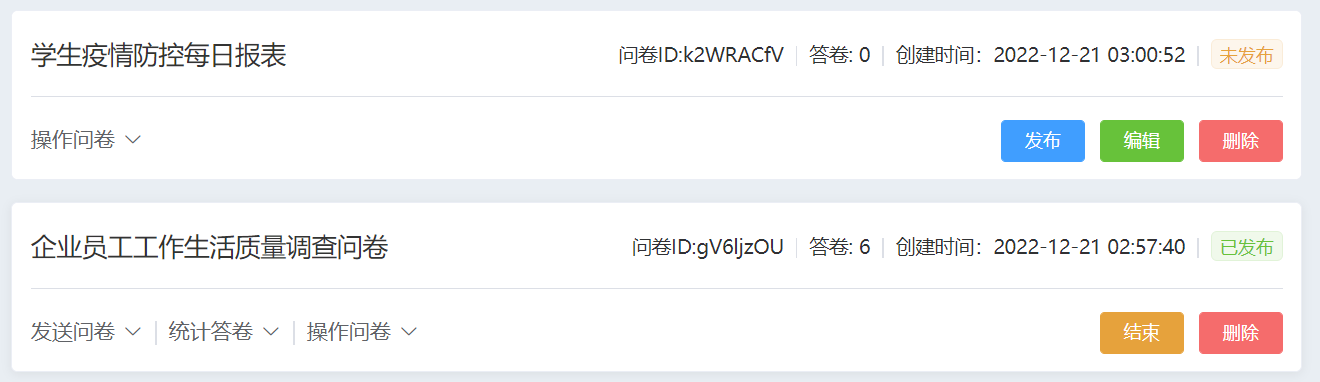 学生疫情防控每日报表 问卷ID:k2WRACfV 答卷: 0 创建时间：2022-12-21 03:00:52 未发布
操作问卷 发布 编辑 删除
企业员工工作生活质量调查问卷 问卷ID:gV6ljzOU 答卷: 6 创建时间：2022-12-21 02:57:40 已发布
发送问卷 统计答卷 操作问卷 结束 删除